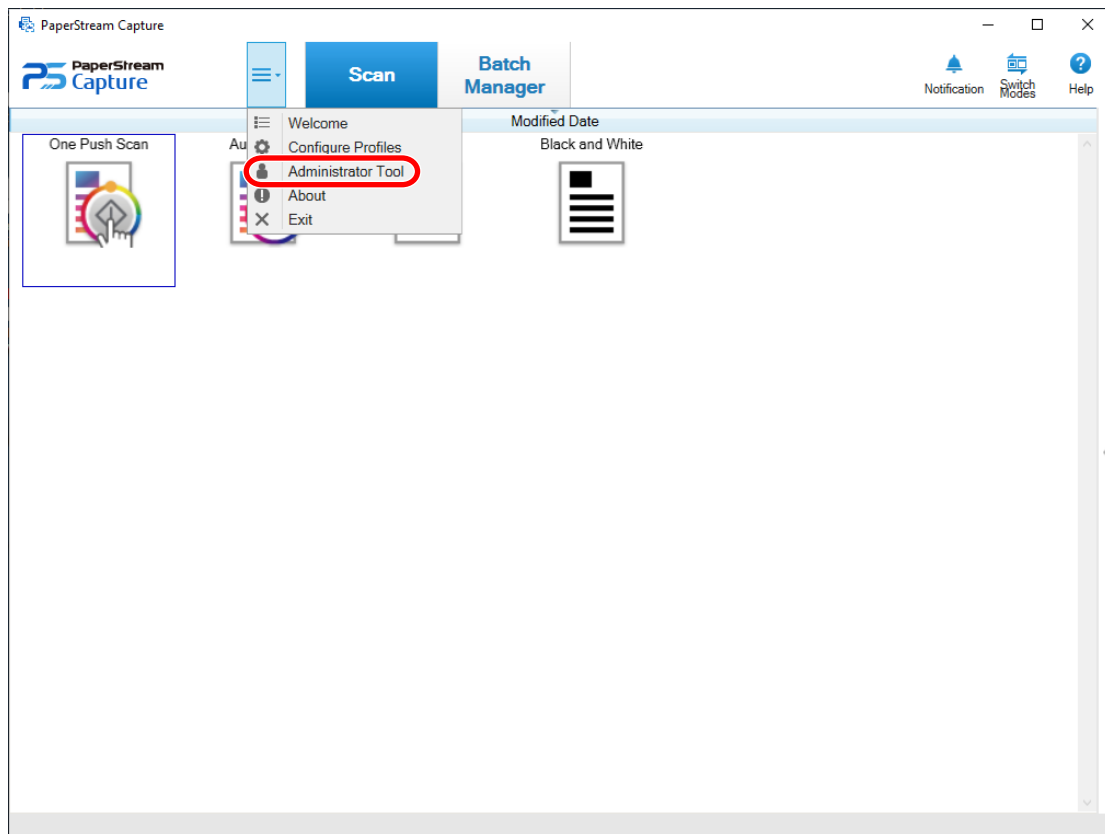 PaperStream Capture
PaperStream
Capture
Scan
Batch
Manager
Notification
Switch
Modes
Help
Modified Date
Welcome
Configure Profiles
Administrator Tool
About
Exit
One Push Scan
Au
Black and White